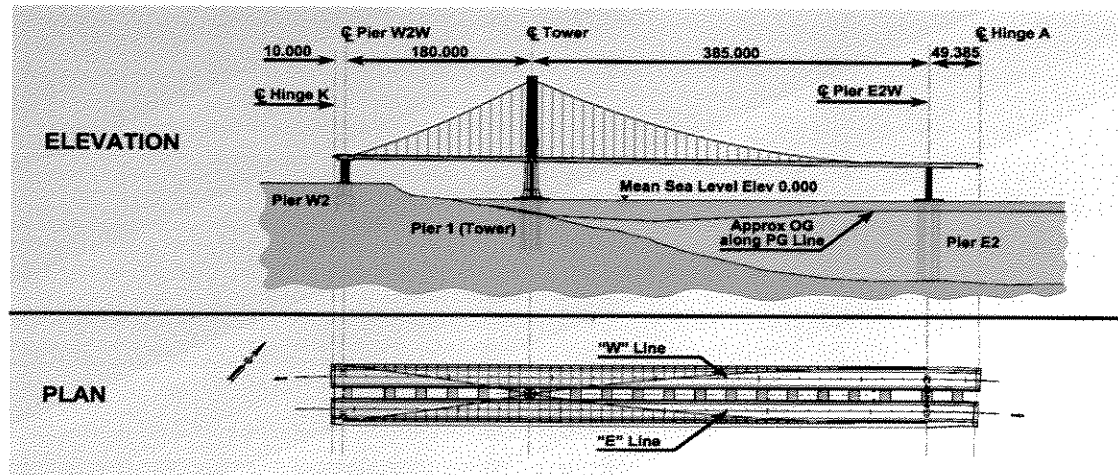 ℄ Pier W2W
℄ Tower
℄ Hinge A
10.000
180.000
385.000
49.385
℄ Hinge K
℄ Pier E2W
ELEVATION
Mean Sea Level Elev 0.000
Pier W2
Pier 1 (Tower)
Approx OG
along PG Line
Pier E2
"W" Line
PLAN
"E" Line